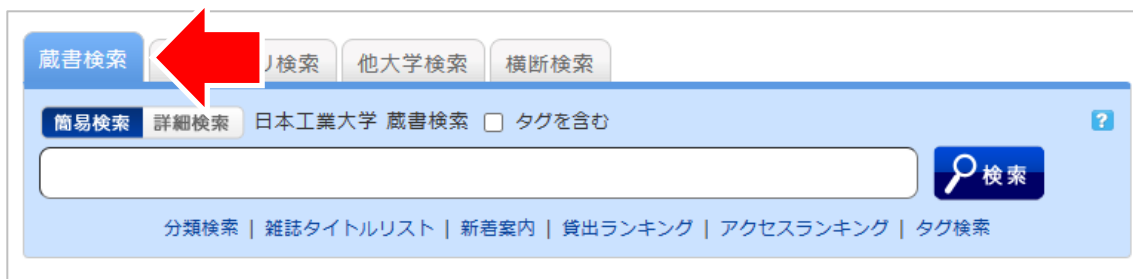 蔵書検索 リ検索 他大学検索 横断検索
簡易検索 詳細検索 日本工業大学 蔵書検索 タグを含む ?
検索
分類検索 | 雑誌タイトルリスト | 新着案内 | 貸出ランキング | アクセスランキング | タグ検索